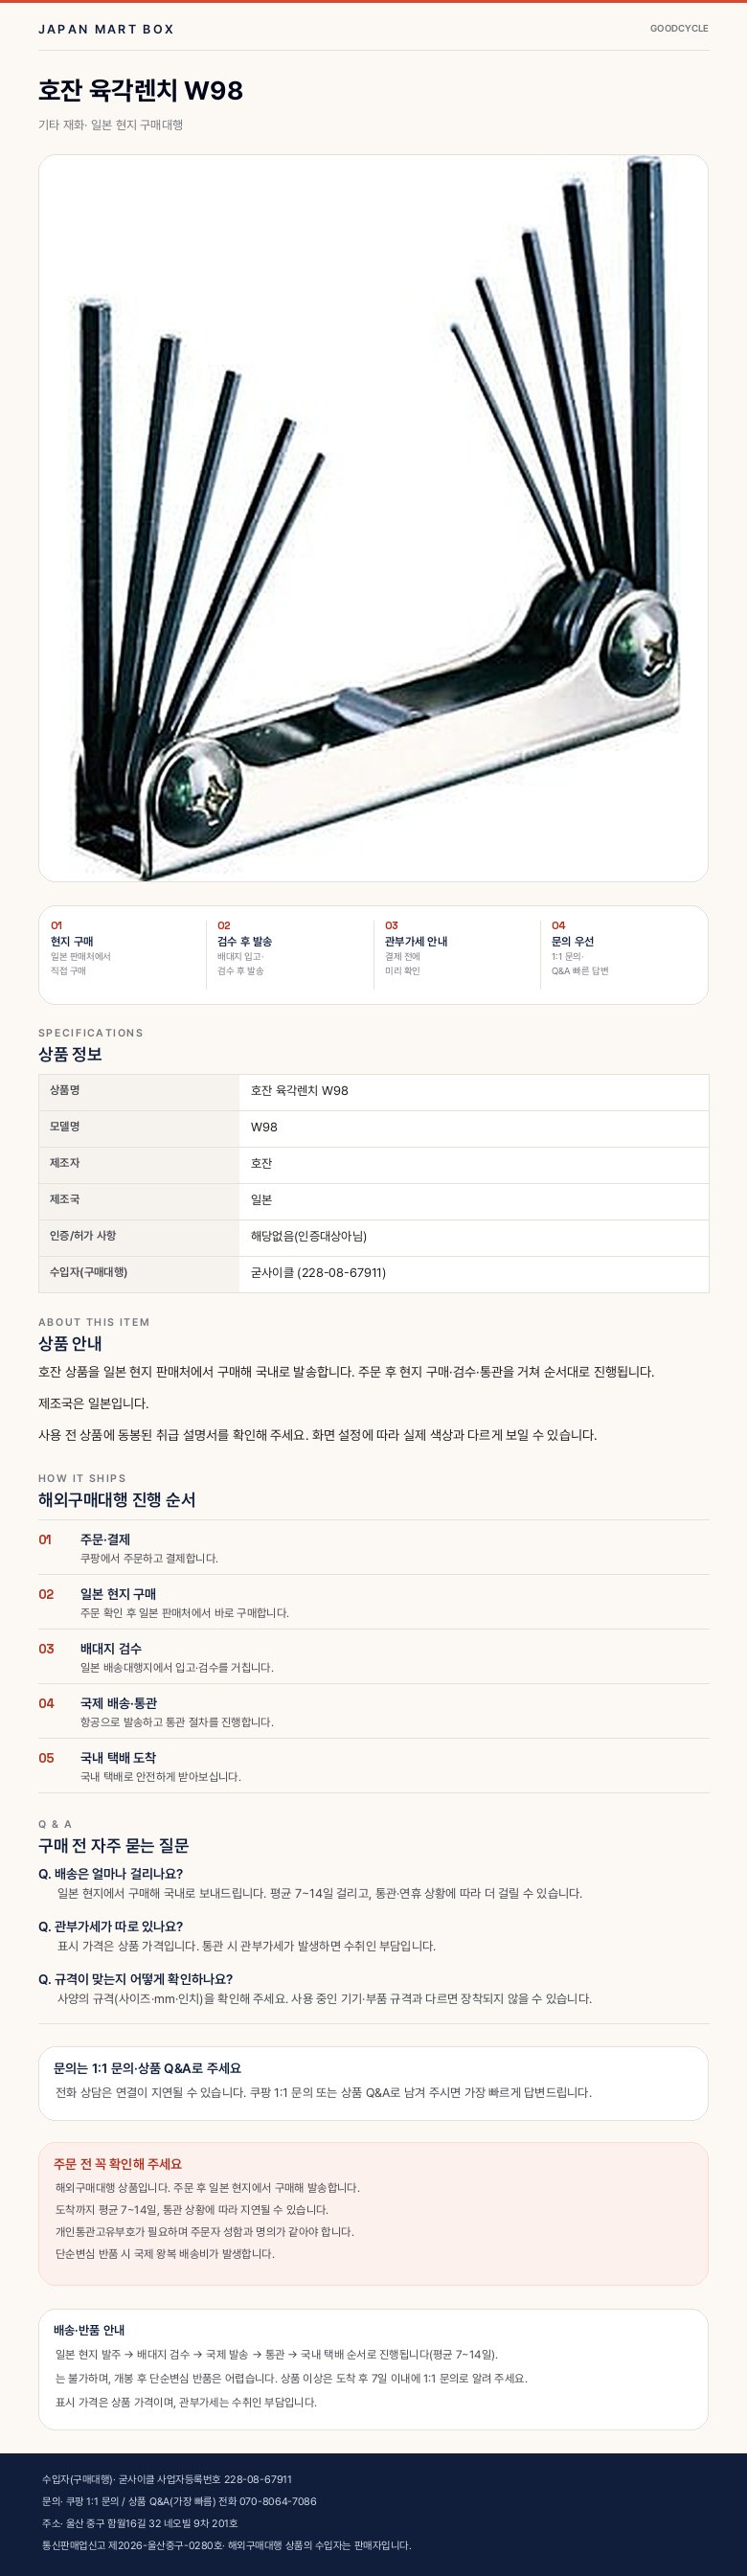 JAPAN MART BOX
GOODCYCLE
호잔 육각렌치 W98
기타 재화· 일본 현지 구매대행
01
현지 구매
일본 판매처에서
직접 구매
02
검수 후 발송
배대지 입고·
검수 후 발송
03
관부가세 안내
결제 전에
미리 확인
04
문의 우선
1:1 문의·
Q&A 빠른 답변
SPECIFICATIONS
상품 정보
상품명 호잔 육각렌치 W98
모델명 W98
제조자 호잔
제조국 일본
인증/허가 사항 해당없음(인증대상아님)
수입자(구매대행) 굳사이클 (228-08-67911)
ABOUT THIS ITEM
상품 안내
호잔 상품을 일본 현지 판매처에서 구매해 국내로 발송합니다. 주문 후 현지 구매·검수·통관을 거쳐 순서대로 진행됩니다.
제조국은 일본입니다.
사용 전 상품에 동봉된 취급 설명서를 확인해 주세요. 화면 설정에 따라 실제 색상과 다르게 보일 수 있습니다.
HOW IT SHIPS
해외구매대행 진행 순서
01 주문·결제
쿠팡에서 주문하고 결제합니다.
02 일본 현지 구매
주문 확인 후 일본 판매처에서 바로 구매합니다.
03 배대지 검수
일본 배송대행지에서 입고·검수를 거칩니다.
04 국제 배송·통관
항공으로 발송하고 통관 절차를 진행합니다.
05 국내 택배 도착
국내 택배로 안전하게 받아보십니다.
Q & A
구매 전 자주 묻는 질문
Q. 배송은 얼마나 걸리나요?
일본 현지에서 구매해 국내로 보내드립니다. 평균 7~14일 걸리고, 통관·연휴 상황에 따라 더 걸릴 수 있습니다.
Q. 관부가세가 따로 있나요?
표시 가격은 상품 가격입니다. 통관 시 관부가세가 발생하면 수취인 부담입니다.
Q. 규격이 맞는지 어떻게 확인하나요?
사양의 규격(사이즈·mm·인치)을 확인해 주세요. 사용 중인 기기·부품 규격과 다르면 장착되지 않을 수 있습니다.
문의는 1:1 문의·상품 Q&A로 주세요
전화 상담은 연결이 지연될 수 있습니다. 쿠팡 1:1 문의 또는 상품 Q&A로 남겨 주시면 가장 빠르게 답변드립니다.
주문 전 꼭 확인해 주세요
해외구매대행 상품입니다. 주문 후 일본 현지에서 구매해 발송합니다.
도착까지 평균 7~14일, 통관 상황에 따라 지연될 수 있습니다.
개인통관고유부호가 필요하며 주문자 성함과 명의가 같아야 합니다.
단순변심 반품 시 국제 왕복 배송비가 발생합니다.
배송·반품 안내
일본 현지 발주 → 배대지 검수 → 국제 발송 → 통관 → 국내 택배 순서로 진행됩니다(평균 7~14일).
는 불가하며, 개봉 후 단순변심 반품은 어렵습니다. 상품 이상은 도착 후 7일 이내에 1:1 문의로 알려 주세요.
표시 가격은 상품 가격이며, 관부가세는 수취인 부담입니다.
수입자(구매대행)· 굳사이클 사업자등록번호 228-08-67911
문의· 쿠팡 1:1 문의 / 상품 Q&A(가장 빠름) 전화 070-8064-7086
주소· 울산 중구 함월16길 32 네오빌 9차 201호
통신판매업신고 제2026-울산중구-0280호· 해외구매대행 상품의 수입자는 판매자입니다.